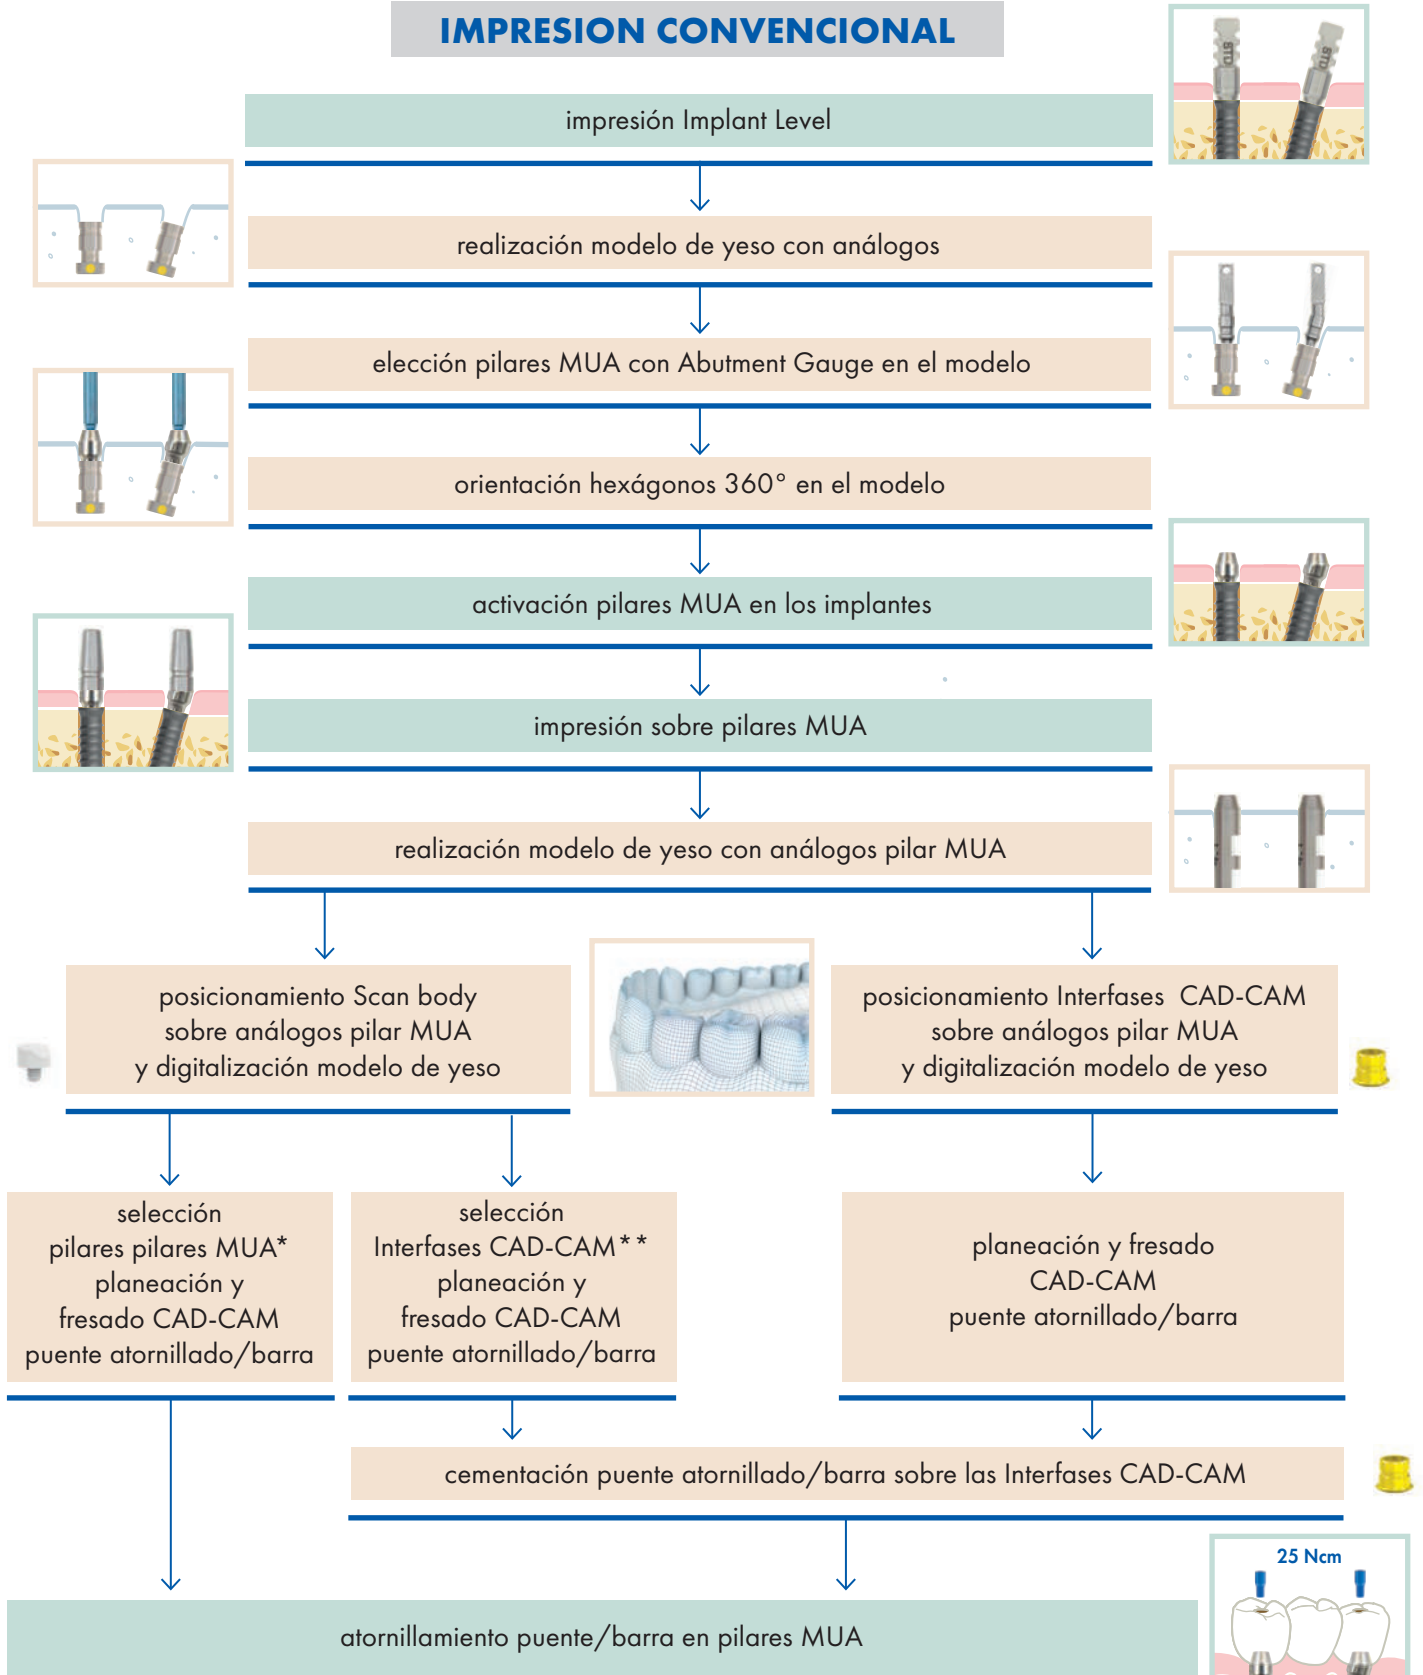 IMPRESION CONVENCIONAL
STD
STD
impresión Implant Level
realización modelo de yeso con análogos
elección pilares MUA con Abutment Gauge en el modelo
orientación hexágonos 360° en el modelo
activación pilares MUA en los implantes
impresión sobre pilares MUA
realización modelo de yeso con análogos pilar MUA
posicionamiento Scan body
sobre análogos pilar MUA
y digitalización modelo de yeso
posicionamiento Interfases CAD-CAM
sobre análogos pilar MUA
y digitalización modelo de yeso
selección
pilares pilares MUA*
planeación y
fresado CAD-CAM
puente atornillado/barra
selección
Interfases CAD-CAM**
planeación y
fresado CAD-CAM
puente atornillado/barra
planeación y fresado
CAD-CAM
puente atornillado/barra
cementación puente atornillado/barra sobre las Interfases CAD-CAM
25 Ncm
atornillamiento puente/barra en pilares MUA